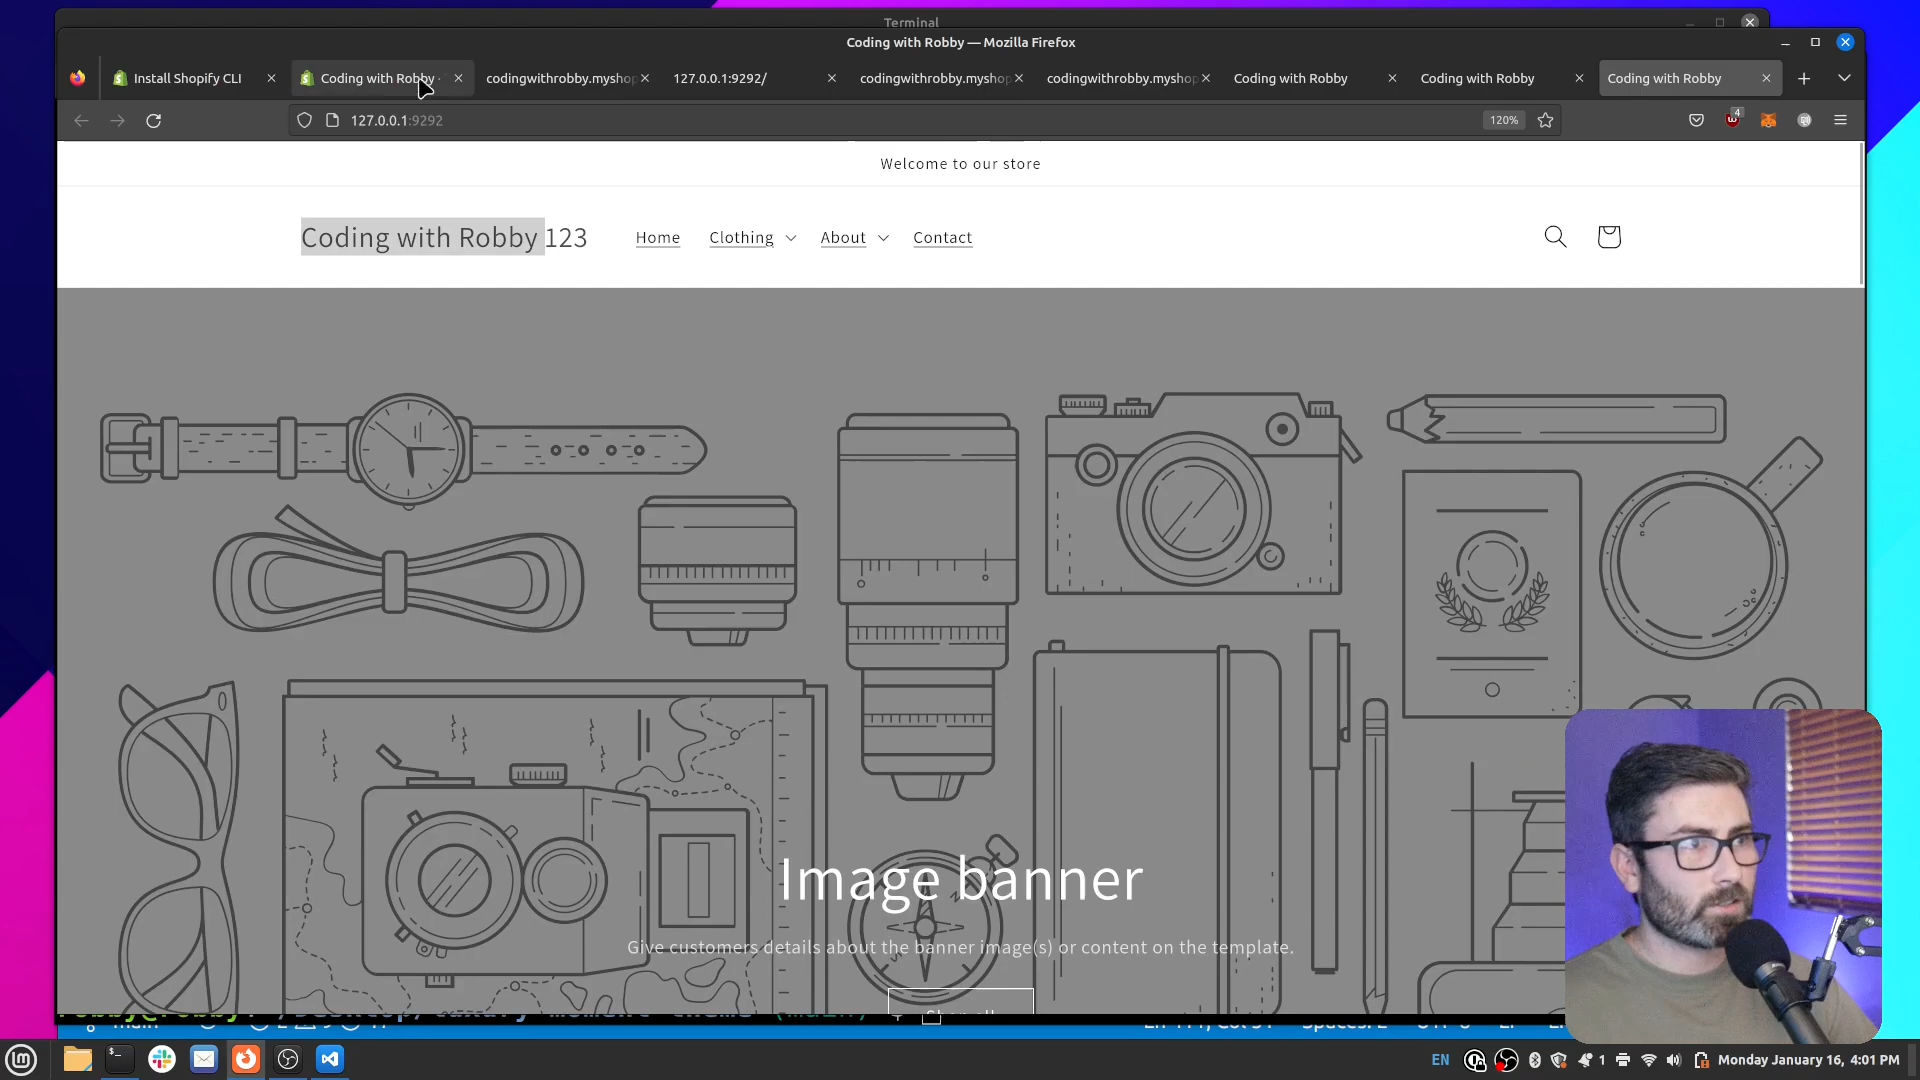 Terminal
Coding with Robby — Mozilla Firefox
Install Shopify CLI
Coding with Robby ·
codingwithrobby.myshop
127.0.0.1:9292/
codingwithrobby.myshop
codingwithrobby.myshop
Coding with Robby
Coding with Robby
Coding with Robby
127.0.0.1:9292
120%
4
Welcome to our store
Coding with Robby 123
Home
Clothing
About
Contact
Image banner
Give customers details about the banner image(s) or content on the template.
EN
1
Monday January 16, 4:01 PM